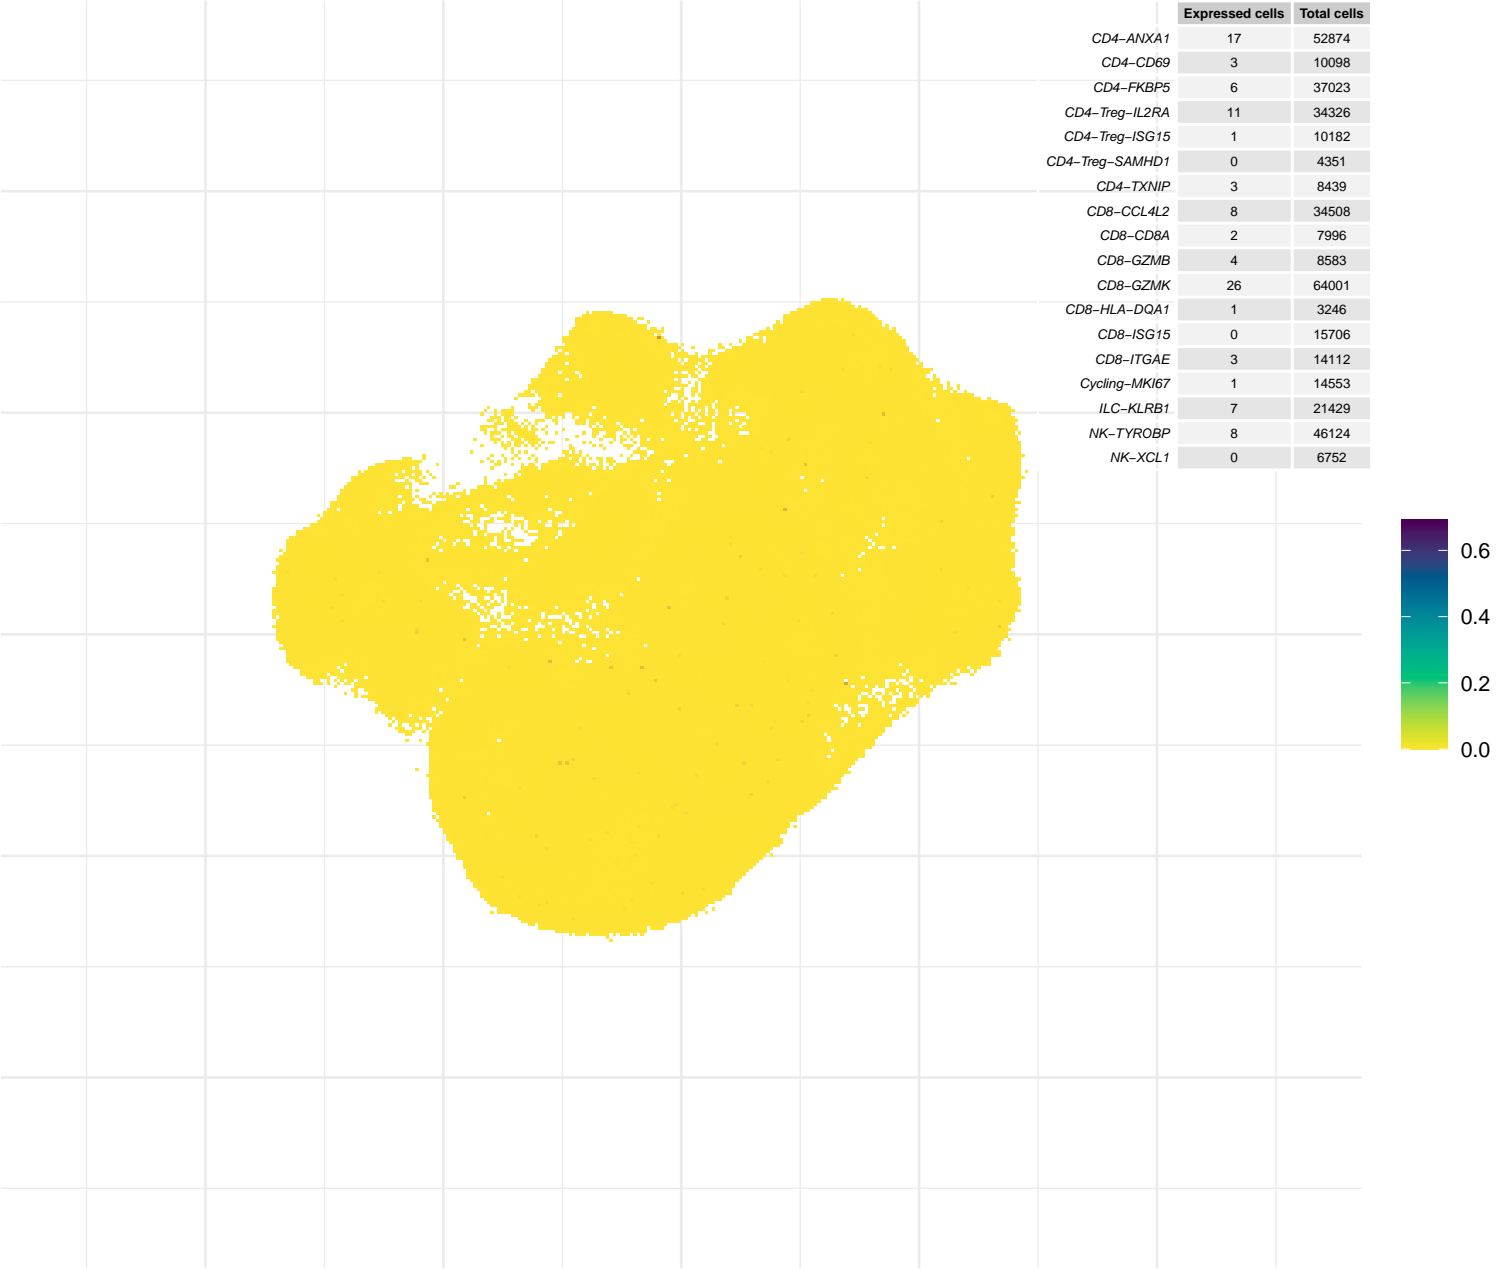 Expressed cells Total cells
CD4−ANXA1 17 52874
CD4−CD69 3 10098
CD4−FKBP5 6 37023
CD4−Treg−IL2RA 11 34326
CD4−Treg−ISG15 1 10182
CD4−Treg−SAMHD1 0 4351
CD4−TXNIP 3 8439
CD8−CCL4L2 8 34508
CD8−CD8A 2 7996
CD8−GZMB 4 8583
CD8−GZMK 26 64001
CD8−HLA−DQA1 1 3246
CD8−ISG15 0 15706
CD8−ITGAE 3 14112
Cycling−MKI67 1 14553
ILC−KLRB1 7 21429
NK−TYROBP 8 46124
NK−XCL1 0 6752
0.6
0.4
0.2
0.0